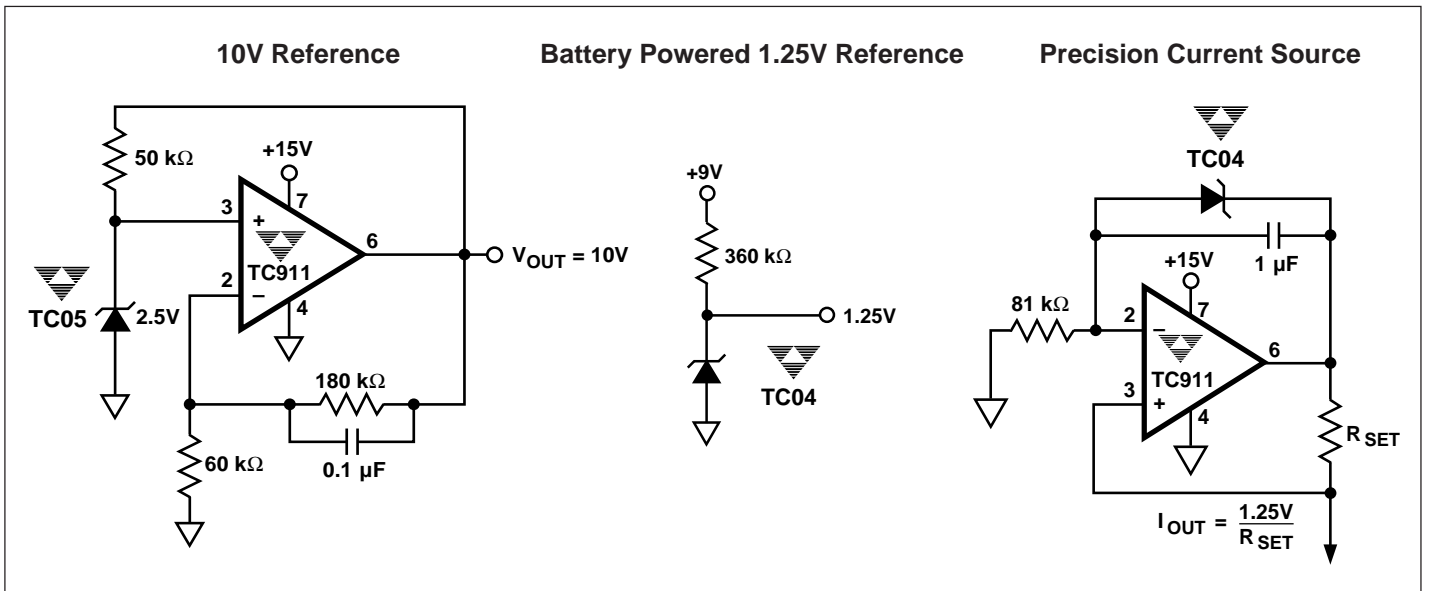 10V Reference
Battery Powered 1.25V Reference
Precision Current Source
50 kΩ
+15V
7
3
+
6
TC911
VOUT = 10V
2
–
4
TC05
2.5V
180 kΩ
0.1 µF
60 kΩ
+9V
360 kΩ
1.25V
TC04
TC04
1 µF
+15V
7
81 kΩ
2
–
6
TC911
3
+
4
RSET
IOUT = 1.25V
RSET